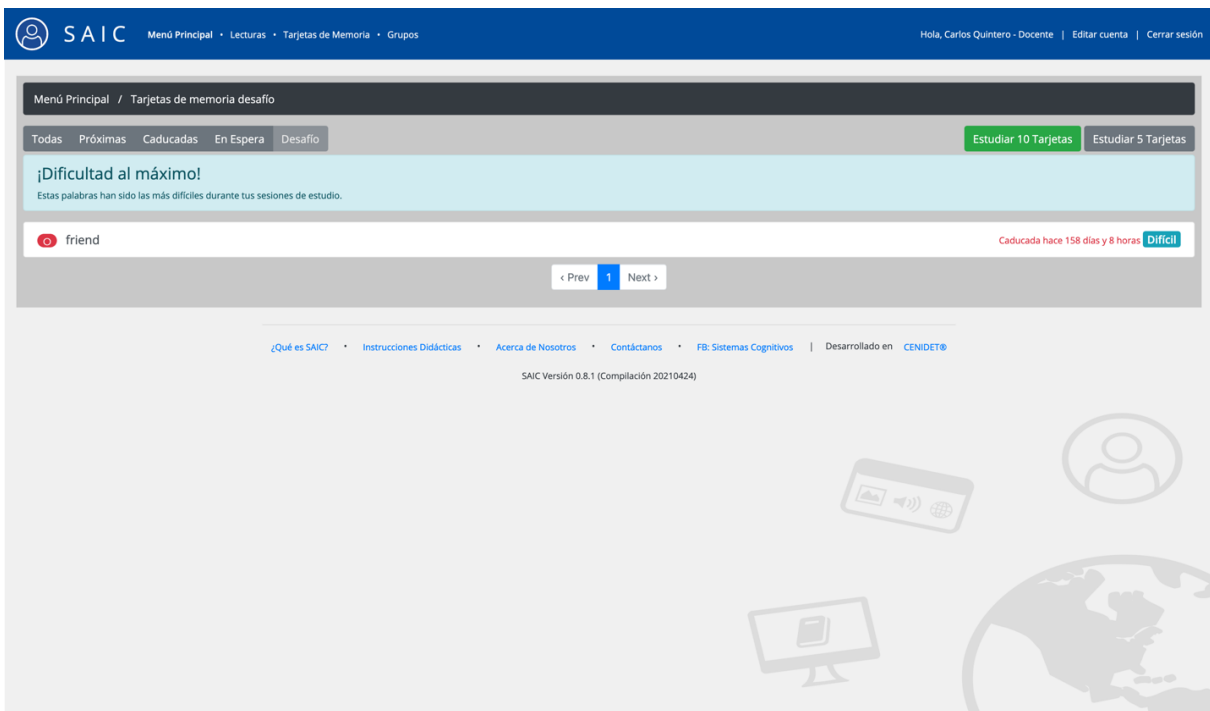 SAIC Menú Principal • Lecturas • Tarjetas de Memoria • Grupos Hola, Carlos Quintero - Docente | Editar cuenta | Cerrar sesión
Menú Principal / Tarjetas de memoria desafío
Todas Próximas Caducadas En Espera Desafío Estudiar 10 Tarjetas Estudiar 5 Tarjetas
¡Dificultad al máximo!
Estas palabras han sido las más difíciles durante tus sesiones de estudio.
O friend Caducada hace 158 días y 8 horas Difícil
‹ Prev 1 Next ›
¿Qué es SAIC? • Instrucciones Didácticas • Acerca de Nosotros • Contáctanos • FB: Sistemas Cognitivos | Desarrollado en CENIDET®
SAIC Versión 0.8.1 (Compilación 20210424)